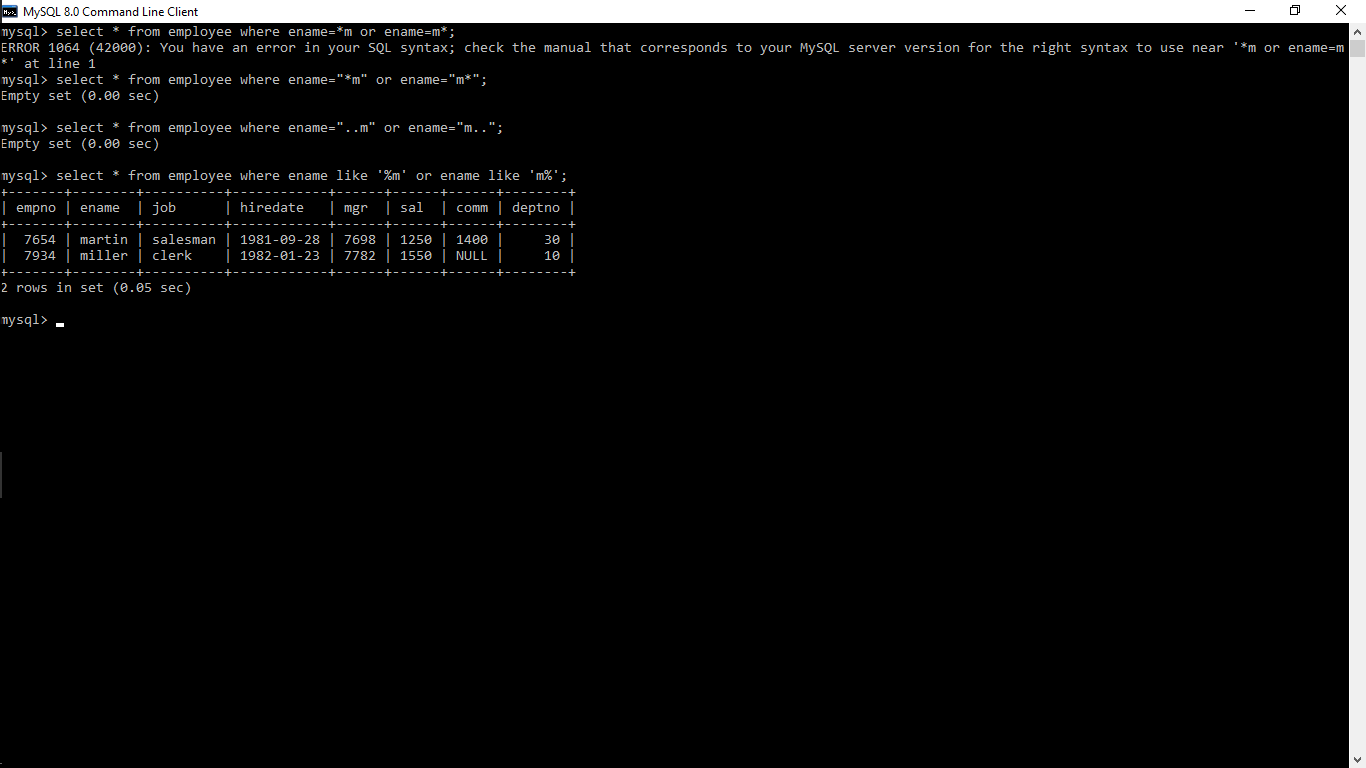 MySQL 8.0 Command Line Client
mysql> select * from employee where ename=*m or ename=m*;
ERROR 1064 (42000): You have an error in your SQL syntax; check the manual that corresponds to your MySQL server version for the right syntax to use near '*m or ename=m
*' at line 1
mysql> select * from employee where ename="*m" or ename="m*";
Empty set (0.00 sec)
mysql> select * from employee where ename="..m" or ename="m..";
Empty set (0.00 sec)
mysql> select * from employee where ename like '%m' or ename like 'm%';
+-------+--------+----------+------------+------+------+------+--------+
| empno | ename  | job      | hiredate   | mgr  | sal  | comm | deptno |
+-------+--------+----------+------------+------+------+------+--------+
|  7654 | martin | salesman | 1981-09-28 | 7698 | 1250 | 1400 |     30 |
|  7934 | miller | clerk    | 1982-01-23 | 7782 | 1550 | NULL |     10 |
+-------+--------+----------+------------+------+------+------+--------+
2 rows in set (0.05 sec)
mysql>